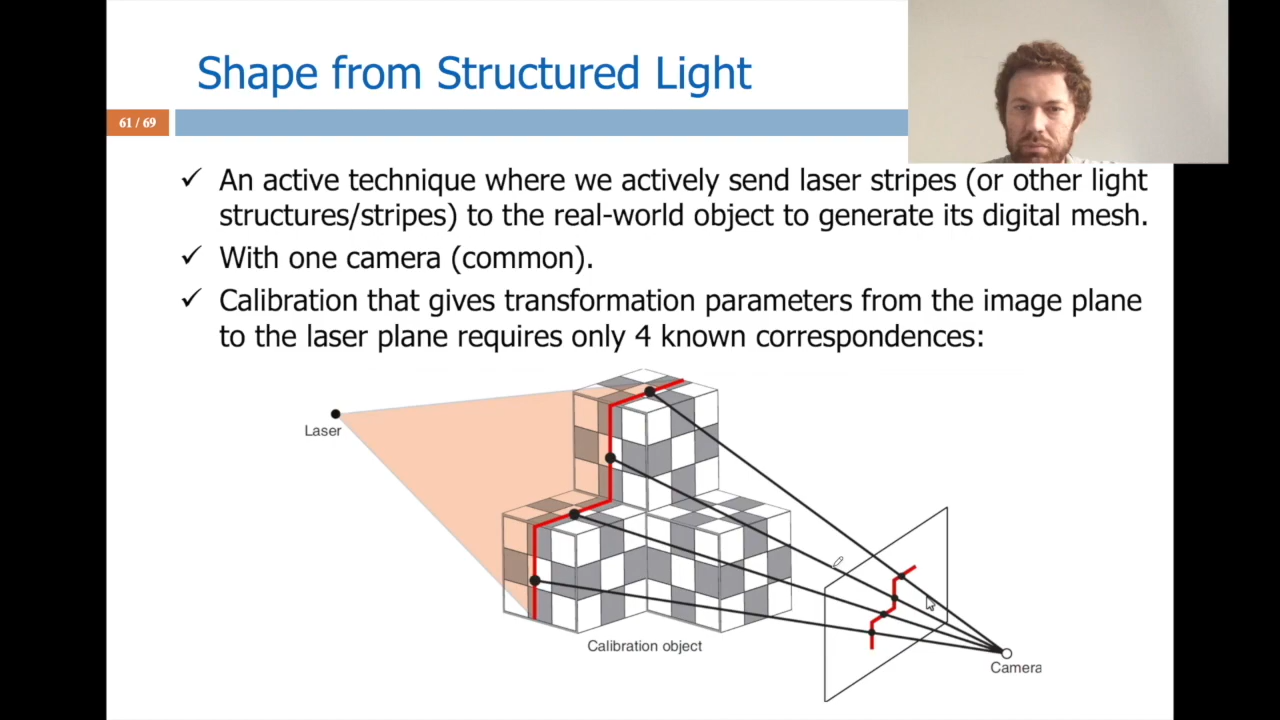 Shape from Structured Light
61 / 69
✓ An active technique where we actively send laser stripes (or other light
structures/stripes) to the real-world object to generate its digital mesh.
✓ With one camera (common).
✓ Calibration that gives transformation parameters from the image plane
to the laser plane requires only 4 known correspondences:
Laser
Calibration object
Camera